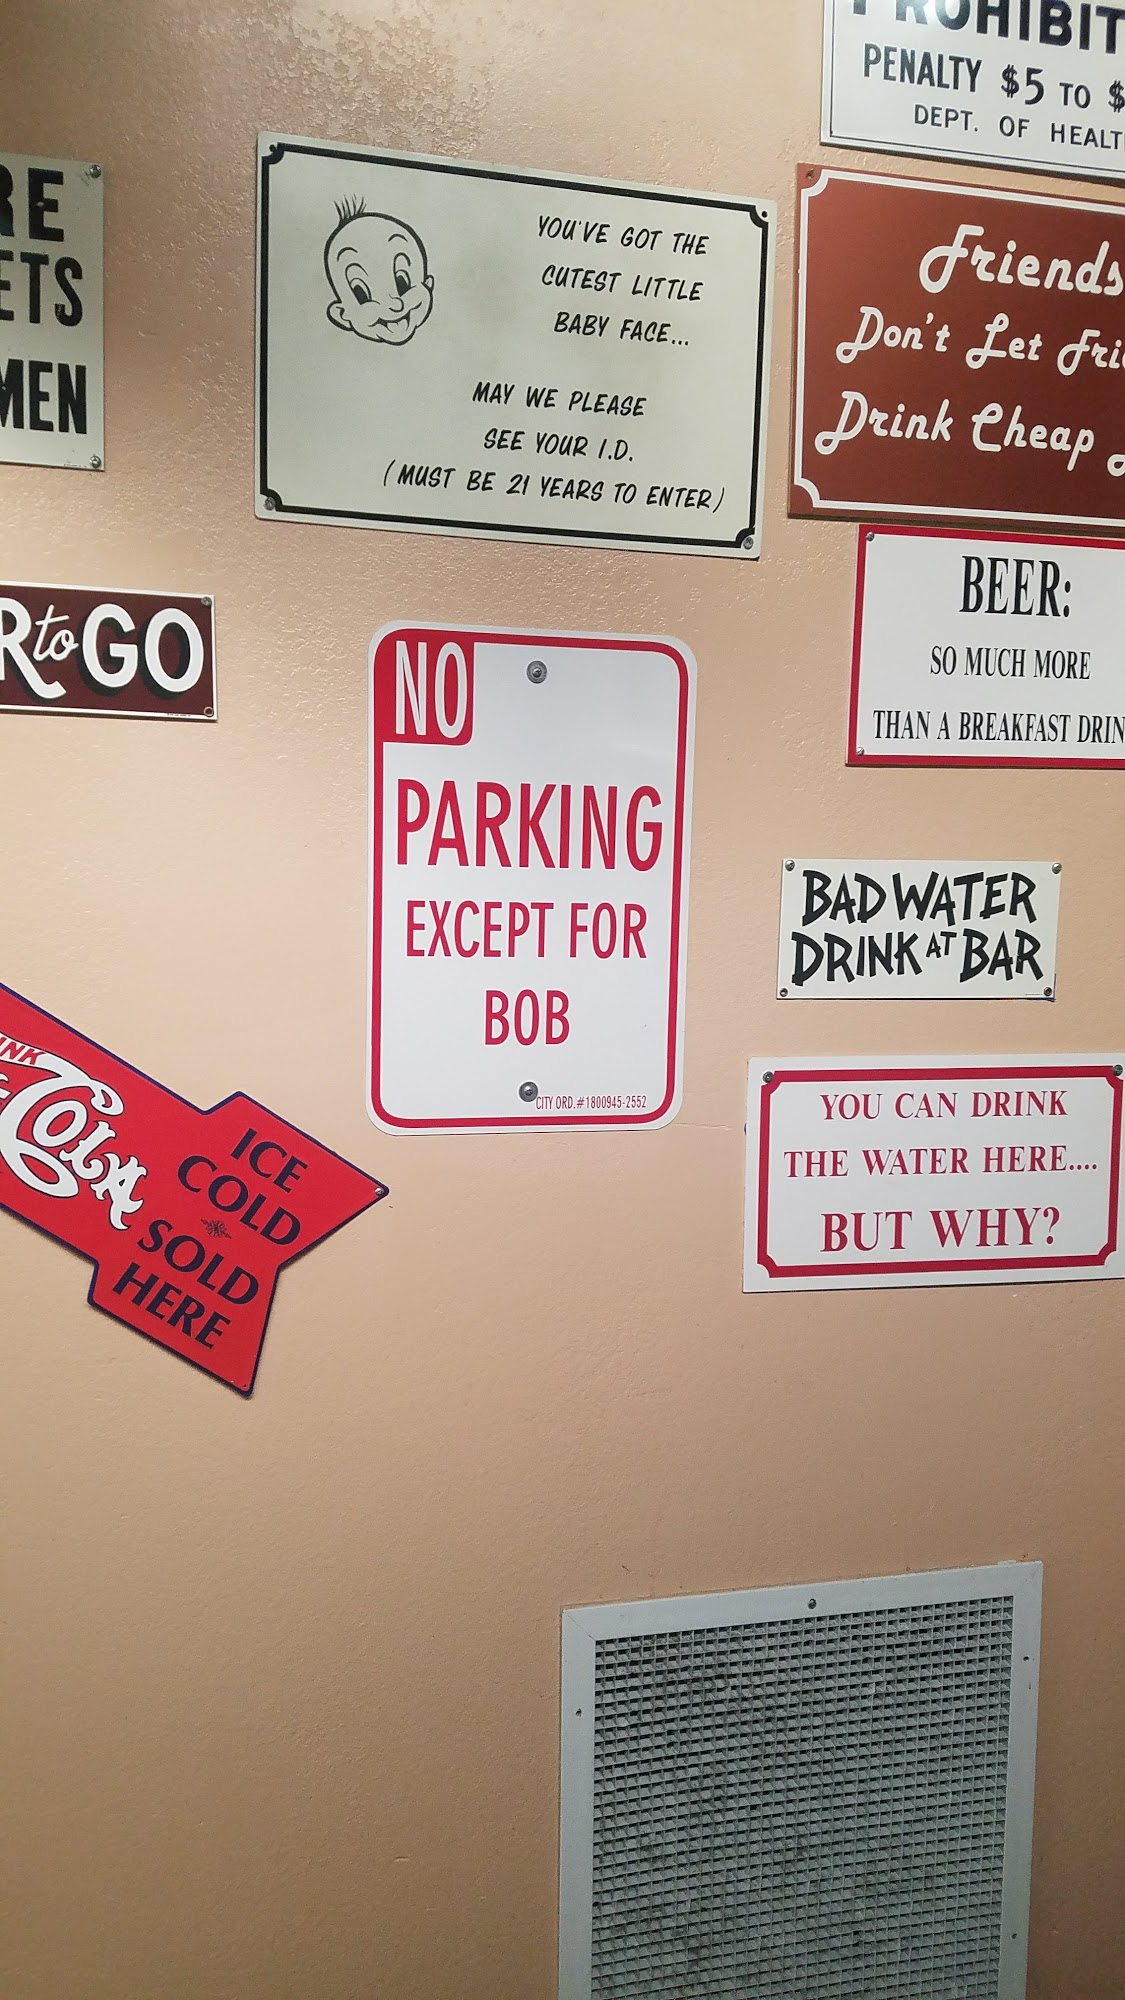 PENALTY $5 TO
DEPT. OF
YOU'VE GOT THE
CUTEST LITTLE
BABY FACE...
MAY WE PLEASE
SEE YOUR I.D.
(MUST BE 21 YEARS TO ENTER)
Friends
Don't Let
Drink Cheap
MEN
to GO
BEER:
SO MUCH MORE
THAN A BREAKFAST
NO
PARKING
EXCEPT FOR
BOB
CITY ORD.#1800945-2552
BAD WATER
DRINK AT BAR
COLA
ICE
COLD
SOLD
HERE
YOU CAN DRINK
THE WATER HERE....
BUT WHY?